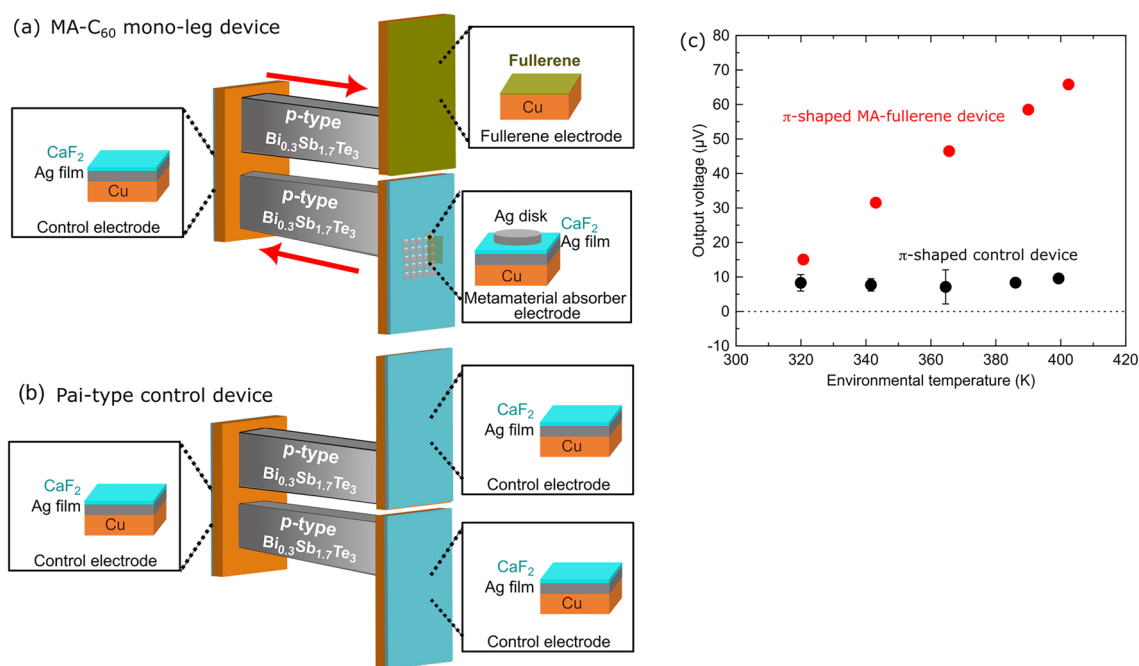 (a) MA-C₆₀ mono-leg device
CaF₂
Ag film
Cu
Control electrode
p-type
Bi₀.₃Sb₁.₇Te₃
p-type
Bi₀.₃Sb₁.₇Te₃
Fullerene
Cu
Fullerene electrode
Ag disk
CaF₂
Ag film
Cu
Metamaterial absorber
electrode
(b) Pai-type control device
CaF₂
Ag film
Cu
Control electrode
p-type
Bi₀.₃Sb₁.₇Te₃
p-type
Bi₀.₃Sb₁.₇Te₃
CaF₂
Ag film
Cu
Control electrode
CaF₂
Ag film
Cu
Control electrode
(c)
Output voltage (µV)
80
70
60
50
40
30
20
10
0
-10
π-shaped MA-fullerene device
π-shaped control device
300 320 340 360 380 400 420
Environmental temperature (K)